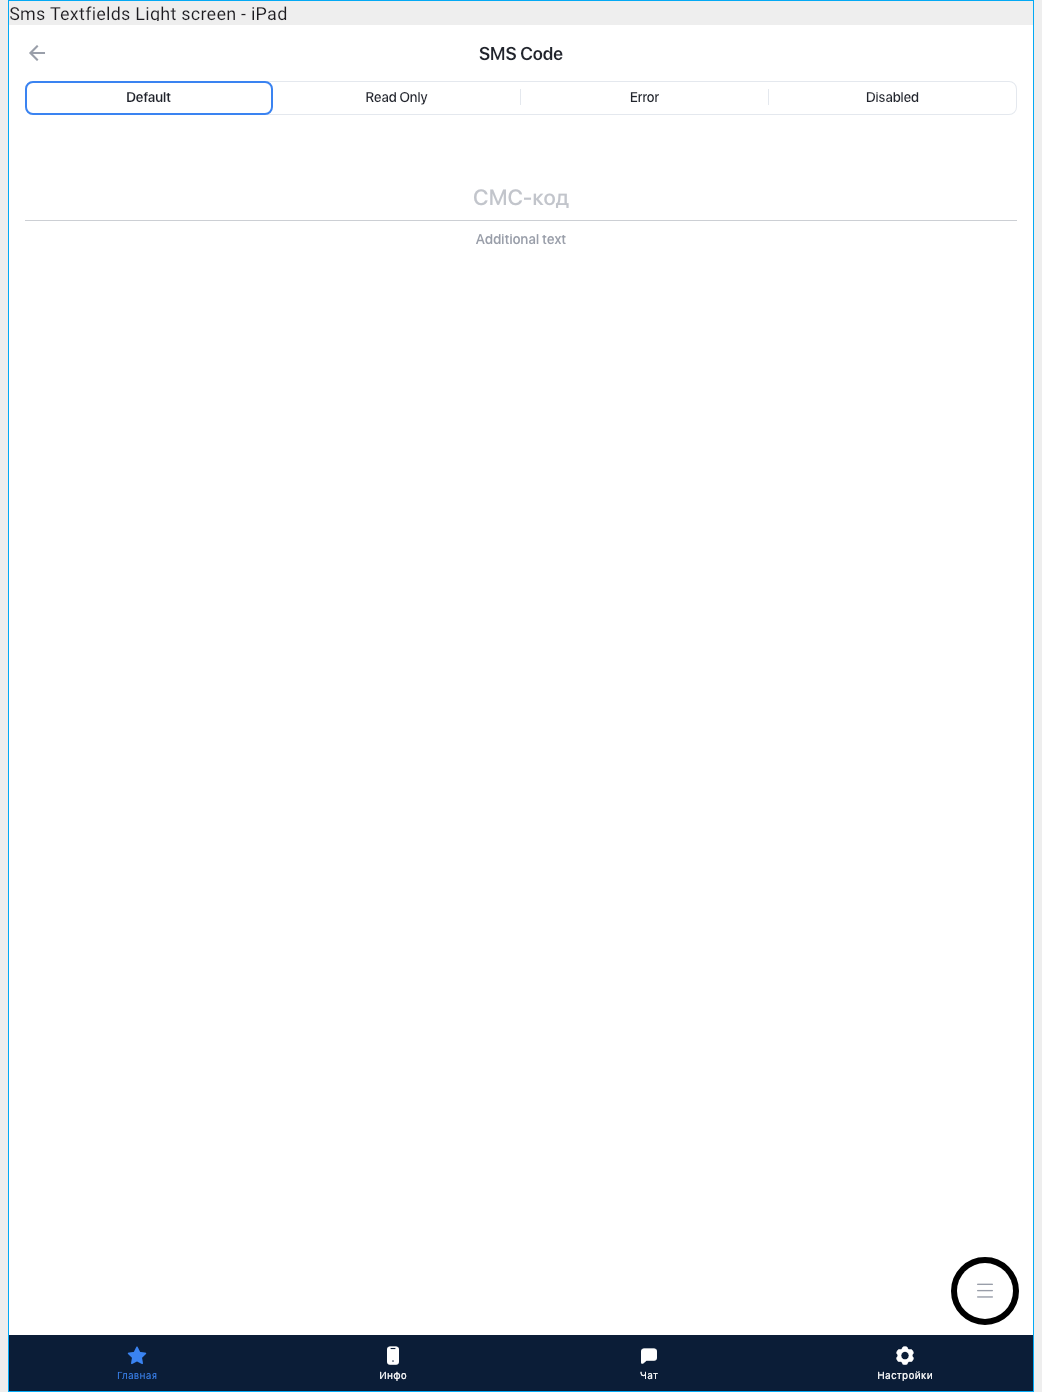 Sms Textfields Light screen - iPad
SMS Code
Default Read Only Error Disabled
СМС-код
Additional text
Главная Инфо Чат Настройки